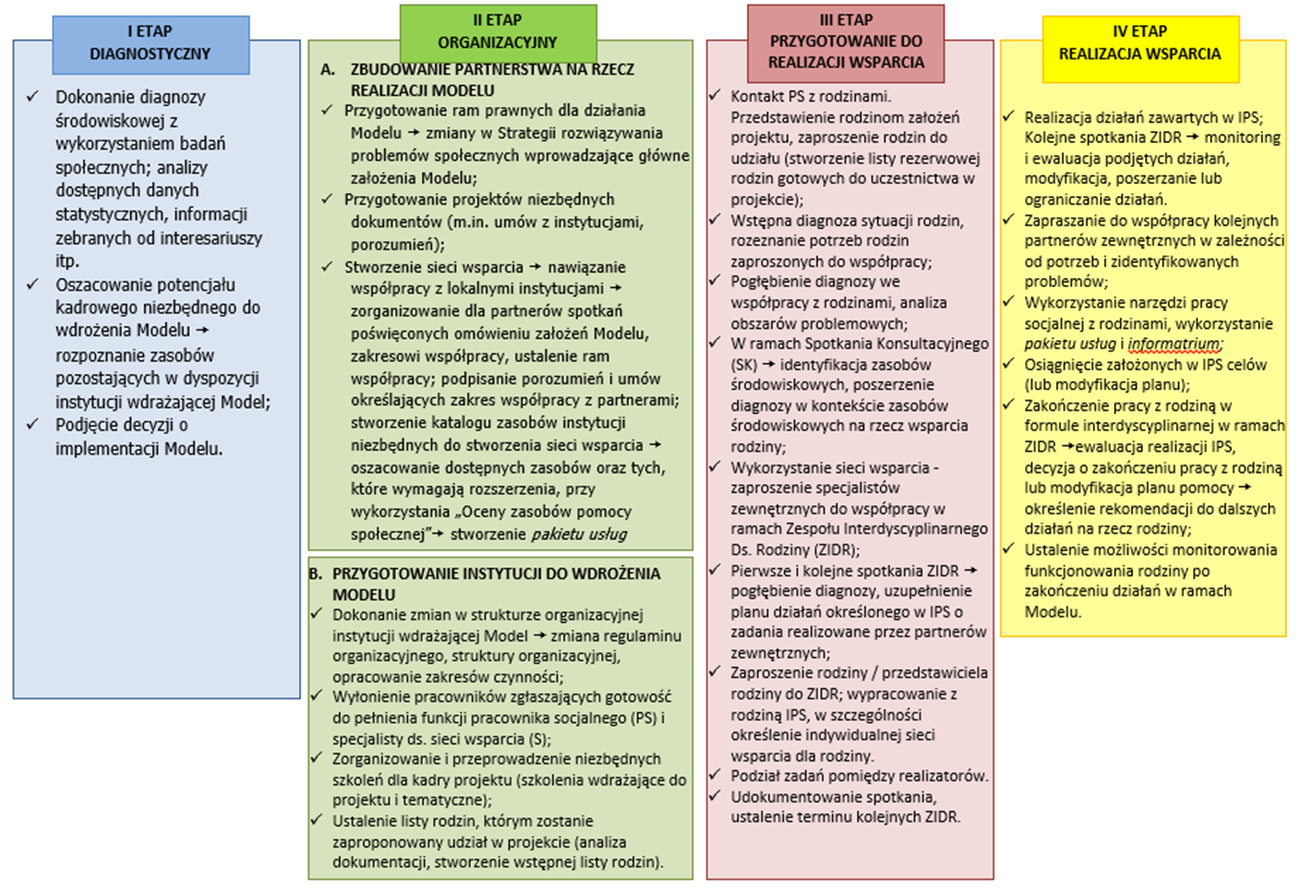 I ETAP
DIAGNOSTYCZNY
✓ Dokonanie diagnozy
środowiskowej z
wykorzystaniem badań
społecznych; analizy
dostępnych danych
statystycznych, informacji
zebranych od interesariuszy
itp.
✓ Oszacowanie potencjału
kadrowego niezbędnego do
wdrożenia Modelu →
rozpoznanie zasobów
pozostających w dyspozycji
instytucji wdrażającej Model;
✓ Podjęcie decyzji o
implementacji Modelu.
II ETAP
ORGANIZACYJNY
A. ZBUDOWANIE PARTNERSTWA NA RZECZ
REALIZACJI MODELU
✓ Przygotowanie ram prawnych dla działania
Modelu → zmiany w Strategii rozwiązywania
problemów społecznych wprowadzające główne
założenia Modelu;
✓ Przygotowanie projektów niezbędnych
dokumentów (m.in. umów z instytucjami,
porozumień);
✓ Stworzenie sieci wsparcia → nawiązanie
współpracy z lokalnymi instytucjami →
zorganizowanie dla partnerów spotkań
poświęconych omówieniu założeń Modelu,
zakresowi współpracy, ustalenie ram
współpracy; podpisanie porozumień i umów
określających zakres współpracy z partnerami;
stworzenie katalogu zasobów instytucji
niezbędnych do stworzenia sieci wsparcia →
oszacowanie dostępnych zasobów oraz tych,
które wymagają rozszerzenia, przy
wykorzystania „Oceny zasobów pomocy
społecznej”→ stworzenie pakietu usług
B. PRZYGOTOWANIE INSTYTUCJI DO WDROŻENIA
MODELU
✓ Dokonanie zmian w strukturze organizacyjnej
instytucji wdrażającej Model → zmiana regulaminu
organizacyjnego, struktury organizacyjnej,
opracowanie zakresów czynności;
✓ Wyłonienie pracowników zgłaszających gotowość
do pełnienia funkcji pracownika socjalnego (PS) i
specjalisty ds. sieci wsparcia (S);
✓ Zorganizowanie i przeprowadzenie niezbędnych
szkoleń dla kadry projektu (szkolenia wdrażające do
projektu i tematyczne);
✓ Ustalenie listy rodzin, którym zostanie
zaproponowany udział w projekcie (analiza
dokumentacji, stworzenie wstępnej listy rodzin).
III ETAP
PRZYGOTOWANIE DO
REALIZACJI WSPARCIA
✓ Kontakt PS z rodzinami.
Przedstawienie rodzinom założeń
projektu, zaproszenie rodzin do
udziału (stworzenie listy rezerwowej
rodzin gotowych do uczestnictwa w
projekcie);
✓ Wstępna diagnoza sytuacji rodzin,
rozeznanie potrzeb rodzin
zaproszonych do współpracy;
✓ Pogłębienie diagnozy we
współpracy z rodzinami, analiza
obszarów problemowych;
✓ W ramach Spotkania Konsultacyjnego
(SK) → identyfikacja zasobów
środowiskowych, poszerzenie
diagnozy w kontekście zasobów
środowiskowych na rzecz wsparcia
rodziny;
✓ Wykorzystanie sieci wsparcia -
zaproszenie specjalistów
zewnętrznych do współpracy w
ramach Zespołu Interdyscyplinarnego
Ds. Rodziny (ZIDR);
✓ Pierwsze i kolejne spotkania ZIDR →
pogłębienie diagnozy, uzupełnienie
planu działań określonego w IPS o
zadania realizowane przez partnerów
zewnętrznych;
✓ Zaproszenie rodziny / przedstawiciela
rodziny do ZIDR; wypracowanie z
rodziną IPS, w szczególności
określenie indywidualnej sieci
wsparcia dla rodziny.
✓ Podział zadań pomiędzy realizatorów.
✓ Udokumentowanie spotkania,
ustalenie terminu kolejnych ZIDR.
IV ETAP
REALIZACJA WSPARCIA
✓ Realizacja działań zawartych w IPS;
Kolejne spotkania ZIDR → monitoring
i ewaluacja podjętych działań,
modyfikacja, poszerzanie lub
ograniczanie działań.
✓ Zapraszanie do współpracy kolejnych
partnerów zewnętrznych w zależności
od potrzeb i zidentyfikowanych
problemów;
✓ Wykorzystanie narzędzi pracy
socjalnej z rodzinami, wykorzystanie
pakietu usług i informatrium;
✓ Osiągnięcie założonych w IPS celów
(lub modyfikacja planu);
✓ Zakończenie pracy z rodziną w
formule interdyscyplinarnej w ramach
ZIDR →ewaluacja realizacji IPS,
decyzja o zakończeniu pracy z rodziną
lub modyfikacja planu pomocy →
określenie rekomendacji do dalszych
działań na rzecz rodziny;
✓ Ustalenie możliwości monitorowania
funkcjonowania rodziny po
zakończeniu działań w ramach
Modelu.